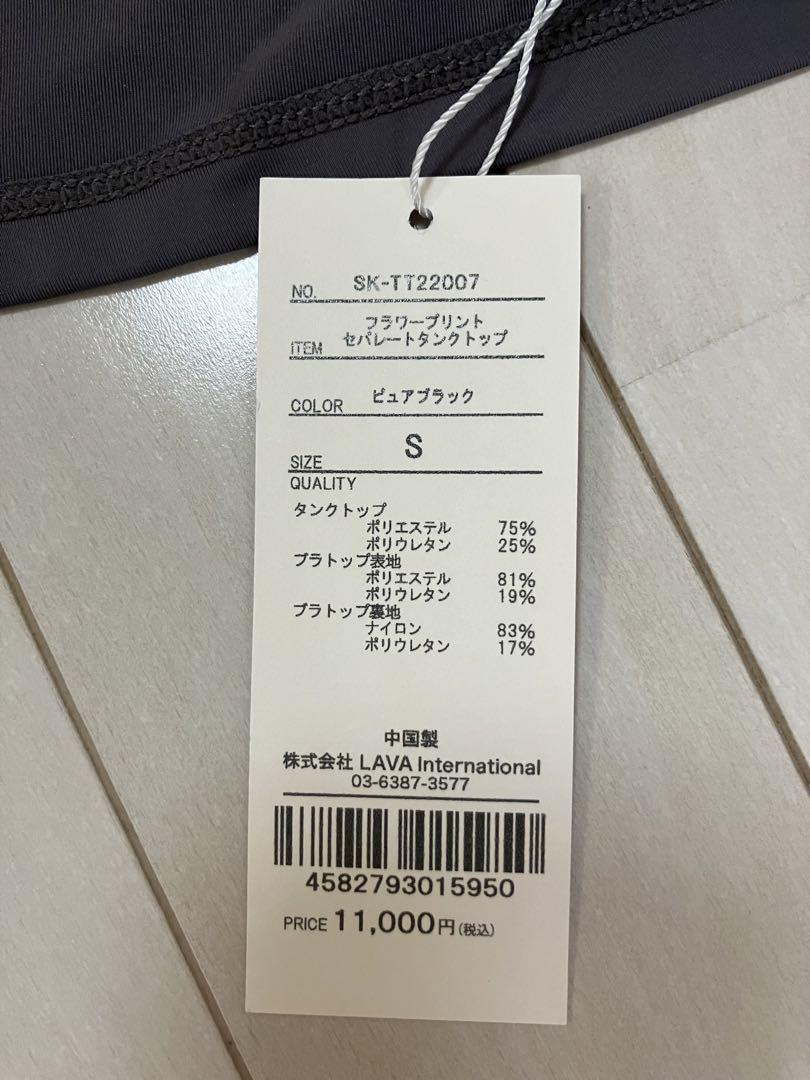 NO. SK-TT22007
フラワープリント
ITEM セパレートタンクトップ
COLOR ピュアブラック
SIZE S
QUALITY
タンクトップ
ポリエステル 75%
ポリウレタン 25%
ブラトップ表地
ポリエステル 81%
ポリウレタン 19%
ブラトップ裏地
ナイロン 83%
ポリウレタン 17%
中国製
株式会社 LAVA International
03-6387-3577
4582793015950
PRICE 11,000円(税込)